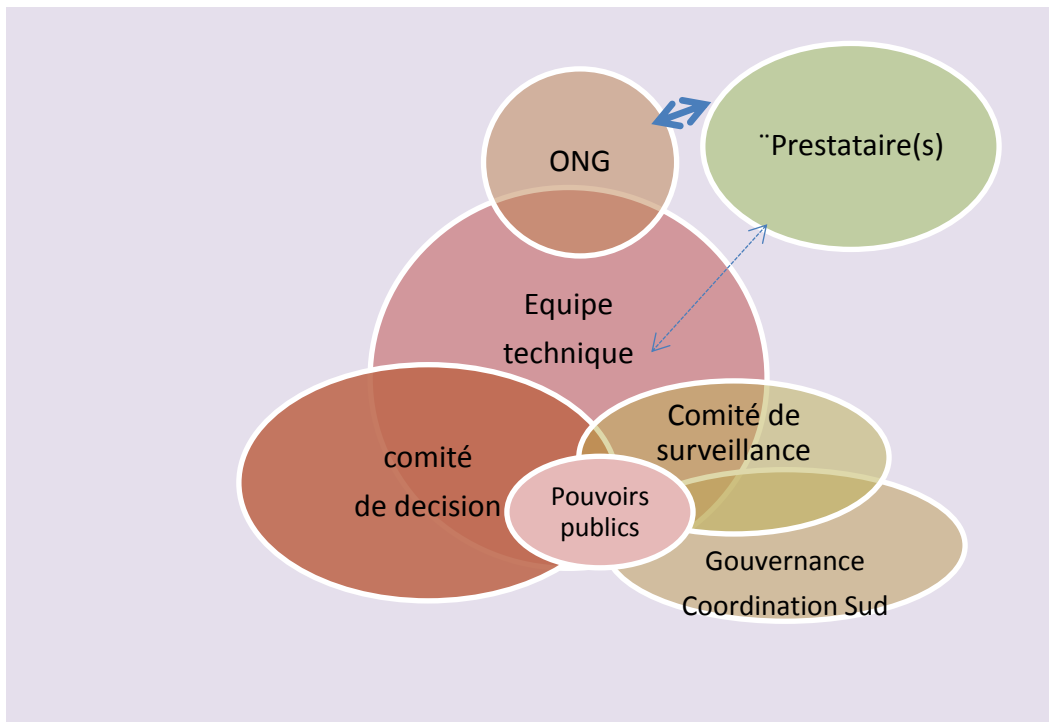 ONG
¨Prestataire(s)
Equipe
technique
Comité de
surveillance
comité
de decision
Pouvoirs
publics
Gouvernance
Coordination Sud